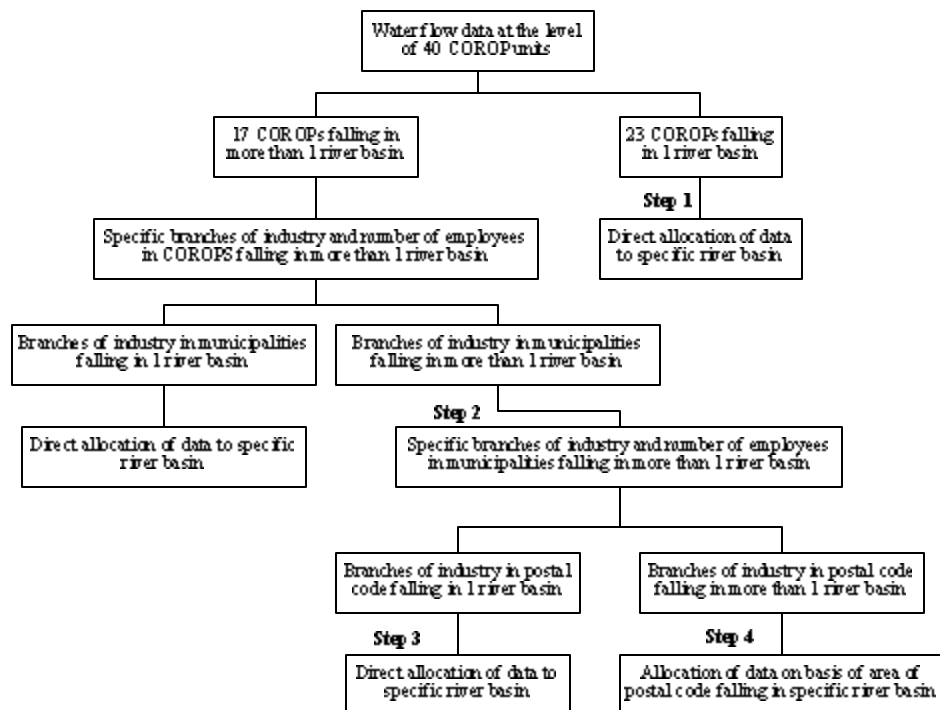 Water flow data at the level
of 40 COROP units
17 COROPs falling in
more than 1 river basin
23 COROPs falling
in 1 river basin
Step 1
Specific branches of industry and number of employees
in COROPS falling in more than 1 river basin
Direct allocation of data
to specific river basin
Branches of industry in municipalities
falling in 1 river basin
Branches of industry in municipalities
falling in more than 1 river basin
Step 2
Direct allocation of data to specific
river basin
Specific branches of industry and number of employees
in municipalities falling in more than 1 river basin
Branches of industry in postal
code falling in 1 river basin
Branches of industry in postal code
falling in more than 1 river basin
Step 3
Step 4
Direct allocation of data to
specific river basin
Allocation of data on basis of area of
postal code falling in specific river basin